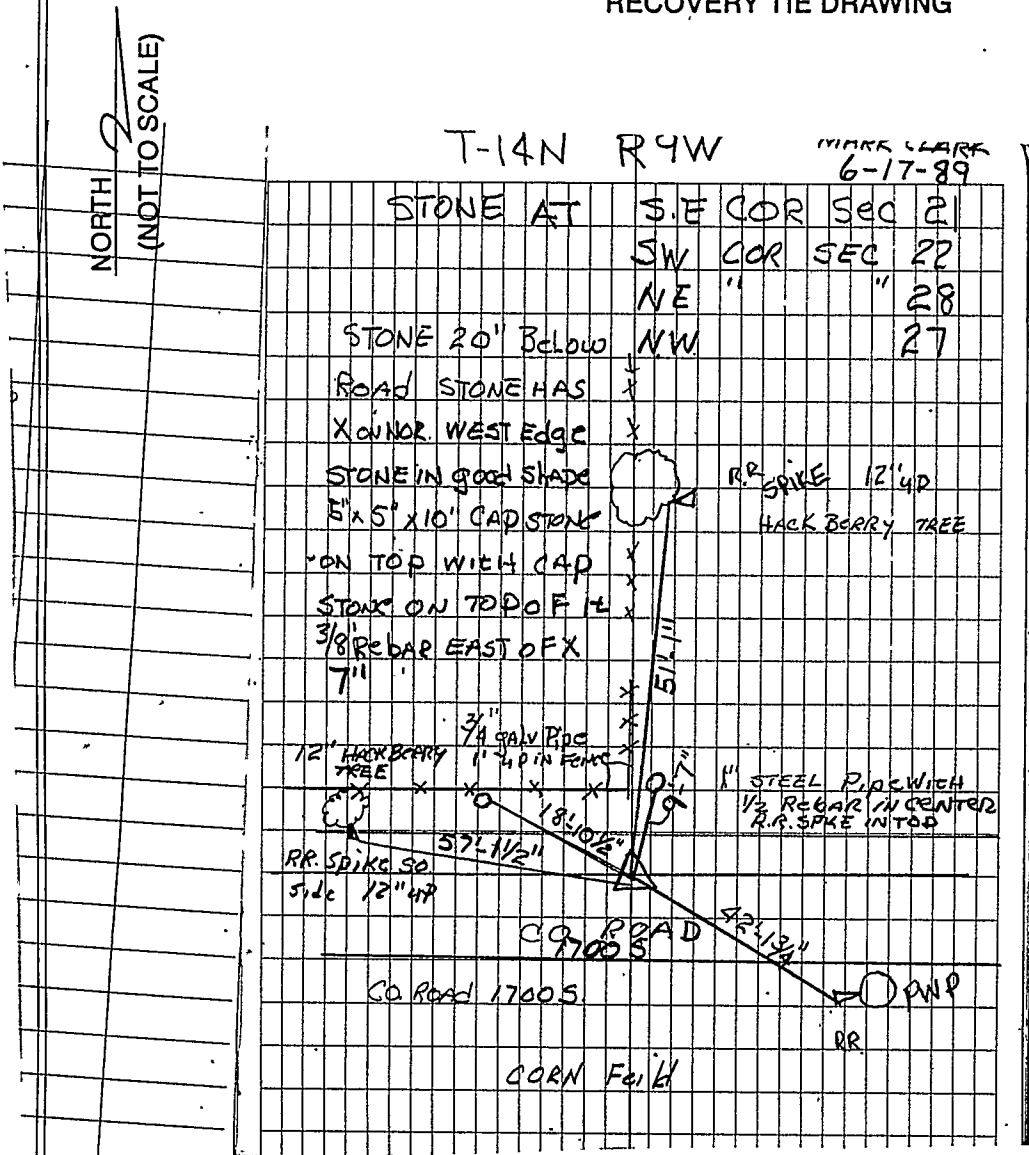 RECOVERY TIE DRAWING
NORTH
(NOT TO SCALE)
T-14N R9W
MARK CLARK
6-17-89
STONE AT S.E COR SEC 21
SW COR SEC 22
NE " " 28
NW 27
STONE 20" BELOW
ROAD STONE HAS
X ON NOR. WEST Edge
STONE IN good SHAPE
5" x 5" x 10' CAP STONE
ON TOP WITH CAP
STONE ON TOP OF It
3/8" RebAR EAST OF X
7"
R.R. SPIKE 12" UP
HACK BERRY TREE
51'-1"
3/4" gALV PIPE
1" UP IN FENCE
12" HACKBERRY
TREE
9'-7"
1" STEEL PIPE WITH
1/2 REBAR IN CENTER
R.R. SPIKE IN TOP
18'-10 1/2"
57'-1 1/2"
RR. SPIKE SO
Side 12" UP
42'-1 3/4"
CO. ROAD
1700 S
CO. ROAD 1700 S.
PWP
RR
CORN Feild